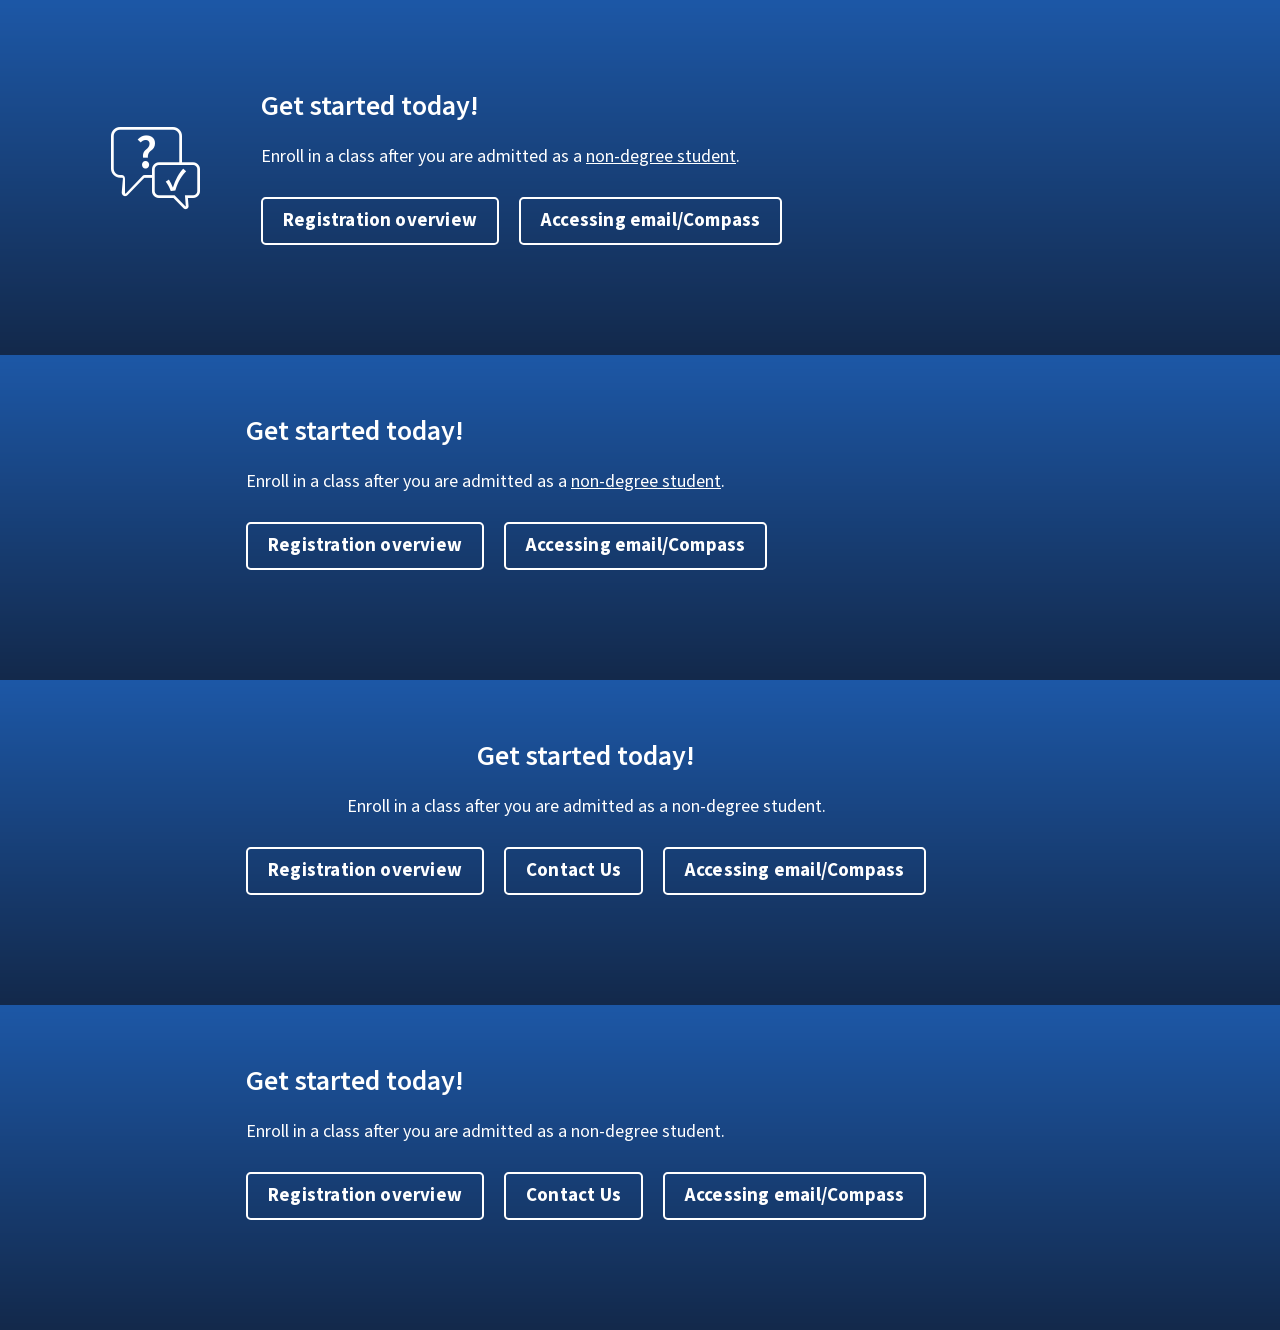 Get started today!
Enroll in a class after you are admitted as a non-degree student.
Registration overview Accessing email/Compass
Get started today!
Enroll in a class after you are admitted as a non-degree student.
Registration overview Accessing email/Compass
Get started today!
Enroll in a class after you are admitted as a non-degree student.
Registration overview Contact Us Accessing email/Compass
Get started today!
Enroll in a class after you are admitted as a non-degree student.
Registration overview Contact Us Accessing email/Compass